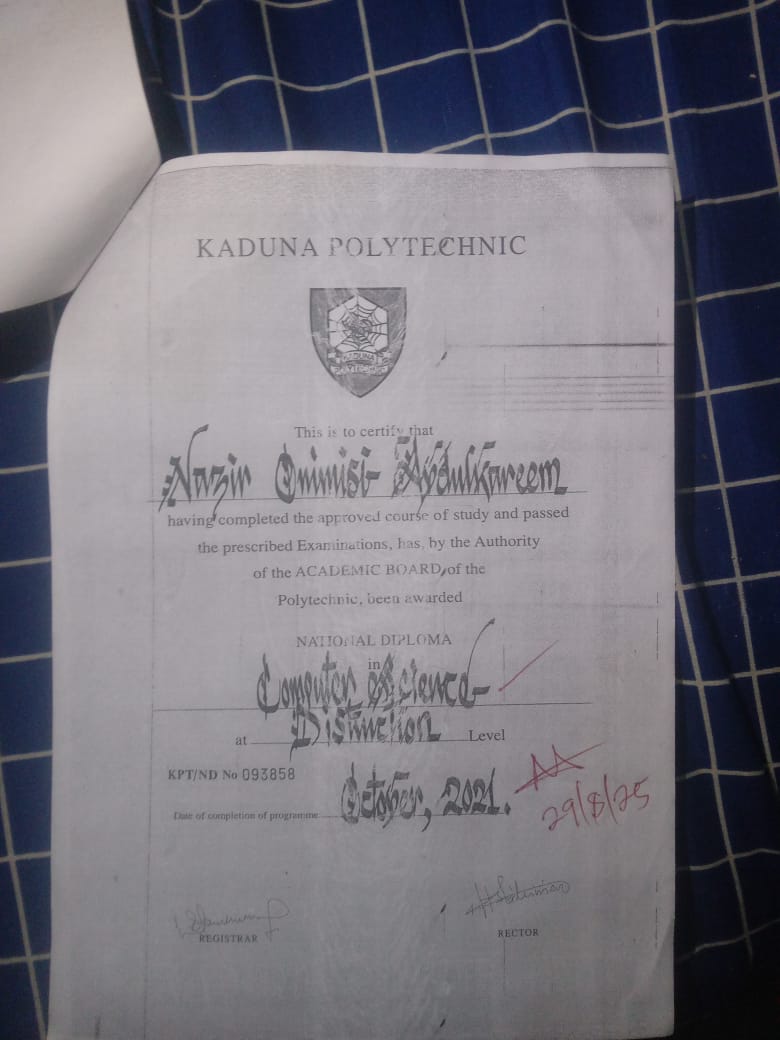 KADUNA POLYTECHNIC
KADUNA
POLYTECHNIC
This is to certify that
Nazir Onimisi Abdulkareem
having completed the approved course of study and passed
the prescribed Examinations, has, by the Authority
of the ACADEMIC BOARD, of the
Polytechnic, been awarded
NATIONAL DIPLOMA
in
Computer Science
at Distinction Level
KPT/ND No 093858
Date of completion of programme October, 2021.
29/8/25
REGISTRAR
RECTOR